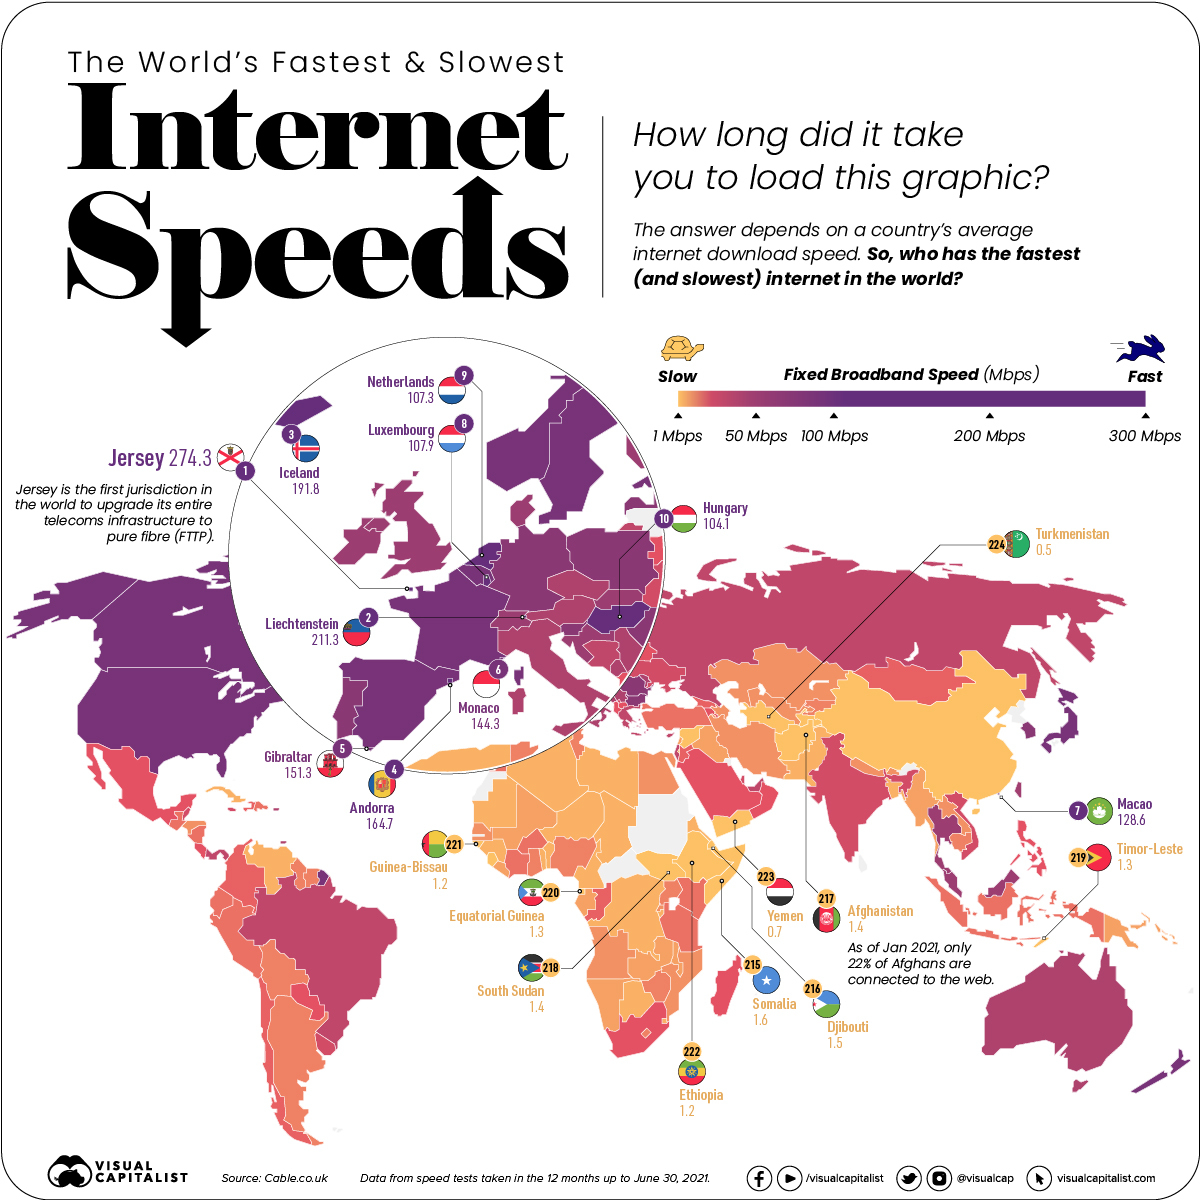 The World's Fastest & Slowest
Internet
Speeds
How long did it take
you to load this graphic?
The answer depends on a country's average
internet download speed. So, who has the fastest
(and slowest) internet in the world?
Slow
Fixed Broadband Speed (Mbps)
Fast
1 Mbps
50 Mbps
100 Mbps
200 Mbps
300 Mbps
9
Netherlands
107.3
8
Luxembourg
107.9
3
Iceland
191.8
Jersey 274.3
1
Jersey is the first jurisdiction in
the world to upgrade its entire
telecoms infrastructure to
pure fibre (FTTP).
10
Hungary
104.1
224
Turkmenistan
0.5
2
Liechtenstein
211.3
6
Monaco
144.3
5
Gibraltar
151.3
4
Andorra
164.7
7
Macao
128.6
221
Guinea-Bissau
1.2
219
Timor-Leste
1.3
220
Equatorial Guinea
1.3
223
Yemen
0.7
217
Afghanistan
1.4
As of Jan 2021, only
22% of Afghans are
connected to the web.
218
South Sudan
1.4
215
Somalia
1.6
216
Djibouti
1.5
222
Ethiopia
1.2
VISUAL
CAPITALIST
Source: Cable.co.uk
Data from speed tests taken in the 12 months up to June 30, 2021.
/visualcapitalist
@visualcap
visualcapitalist.com